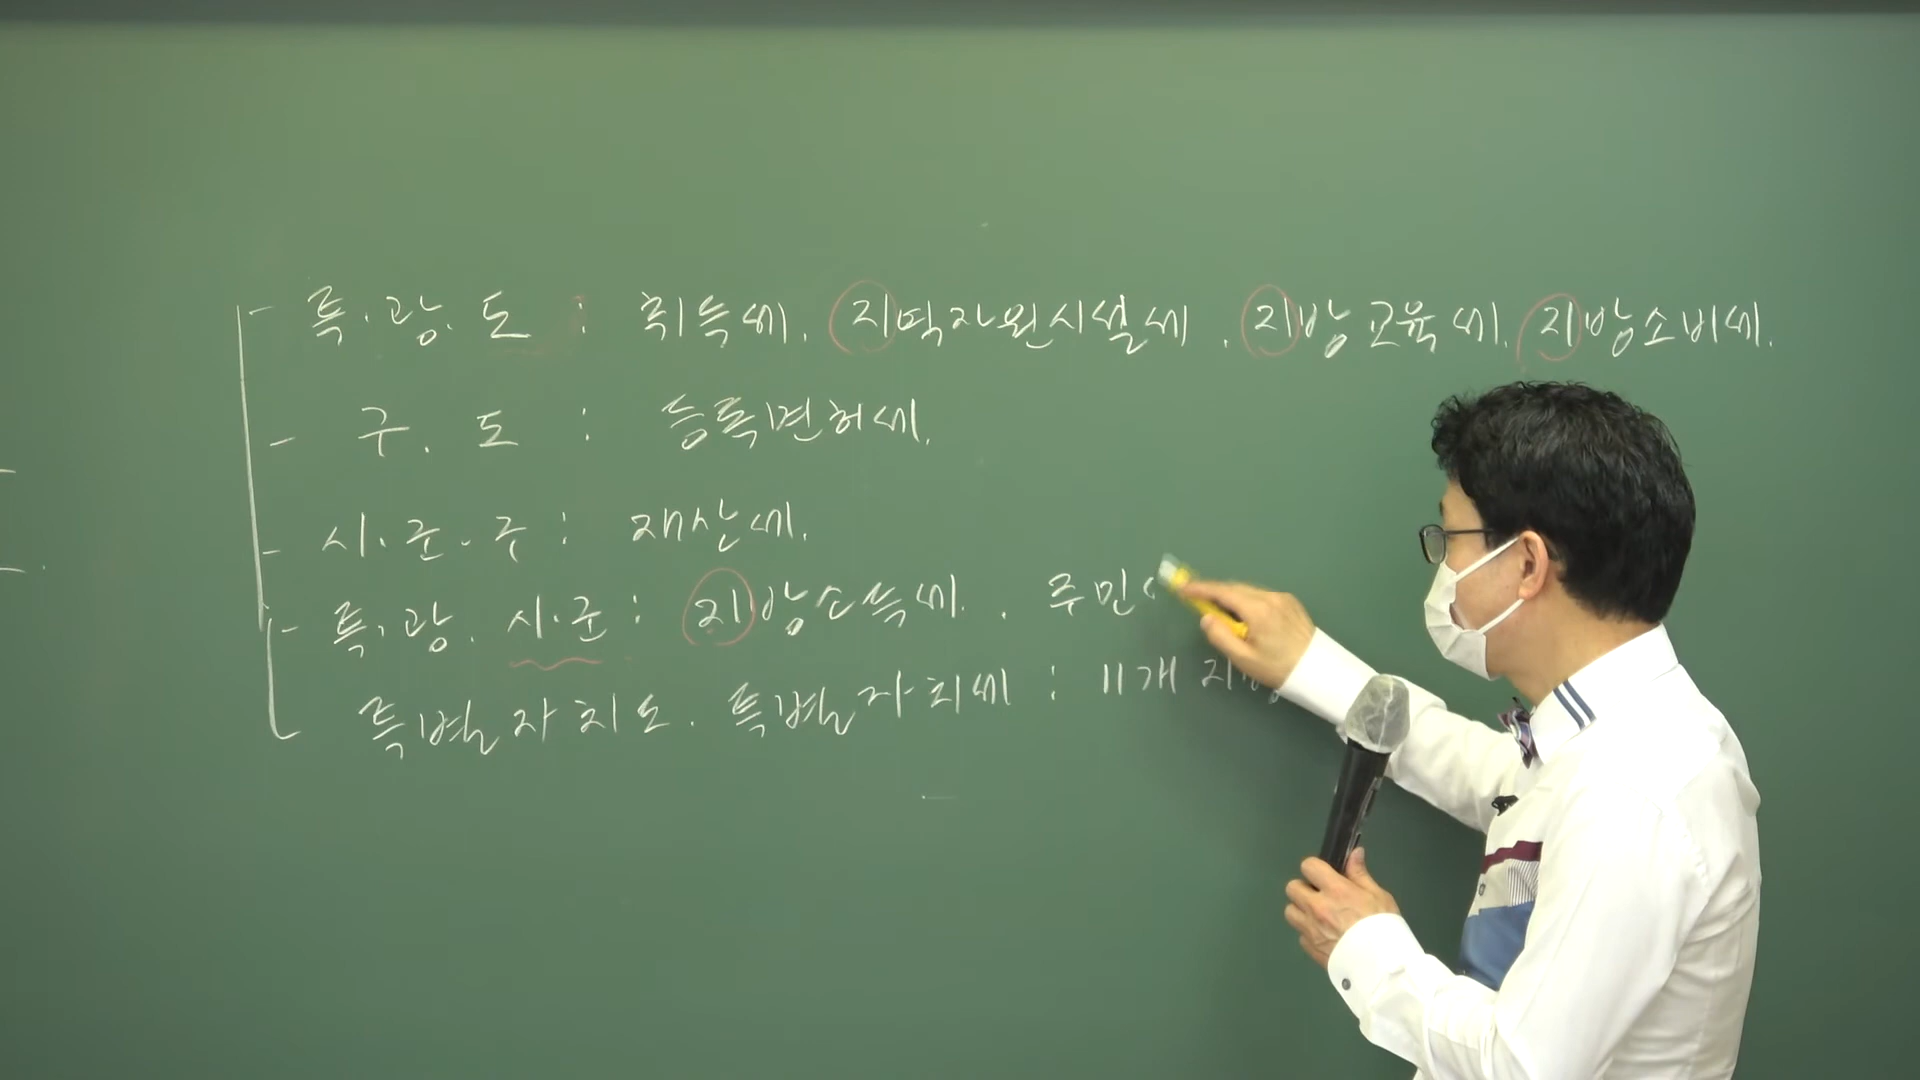 - 특.광.도 : 취득세. 지역자원시설세. 지방교육세. 지방소비세.
- 구.도 : 등록면허세.
- 시.군.구 : 재산세.
- 특.광.시.군 : 지방소득세. 주민
특별자치도. 특별자치세 : 11개